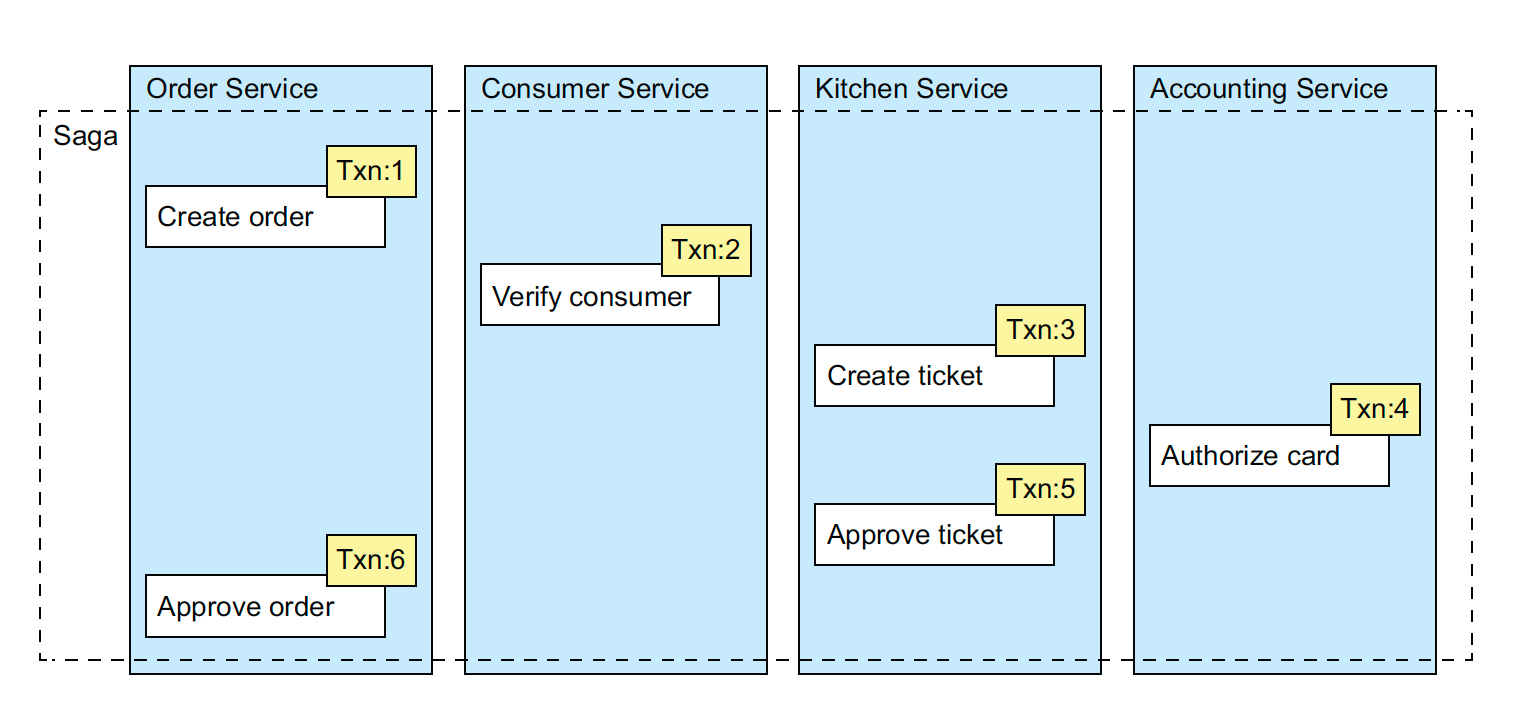 Order Service
Consumer Service
Kitchen Service
Accounting Service
Saga
Txn:1
Create order
Txn:2
Verify consumer
Txn:3
Create ticket
Txn:4
Authorize card
Txn:5
Approve ticket
Txn:6
Approve order